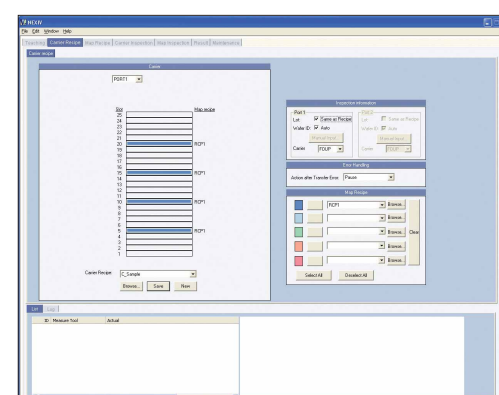 NEXIV
File Edit Window Help
Teaching Carrier Recipe Map Recipe Carrier Inspection Map Inspection Result Maintenance
Carrier recipe
Carrier
PORT1
Slot Map recipe
25
24
23
22
21
20 RCP1
19
18
17
16
15 RCP1
14
13
12
11
10 RCP1
9
8
7
6
5 RCP1
4
3
2
1
Carrier Recipe: C_Sample
Browse... Save New
Inspection information
Port 1
Lot: Same as Recipe
Wafer ID: Auto
Manual Input...
Carrier FOUP
Lot: Same as Recipe
Wafer ID: Auto
Manual Input...
Carrier FOUP
Error Handling
Action after Transfer Error: Pause
Map Recipe
RCP1 Browse...
Browse...
Browse... Clear
Browse...
Browse...
Select All Deselect All
List Log
ID Measure Tool Actual